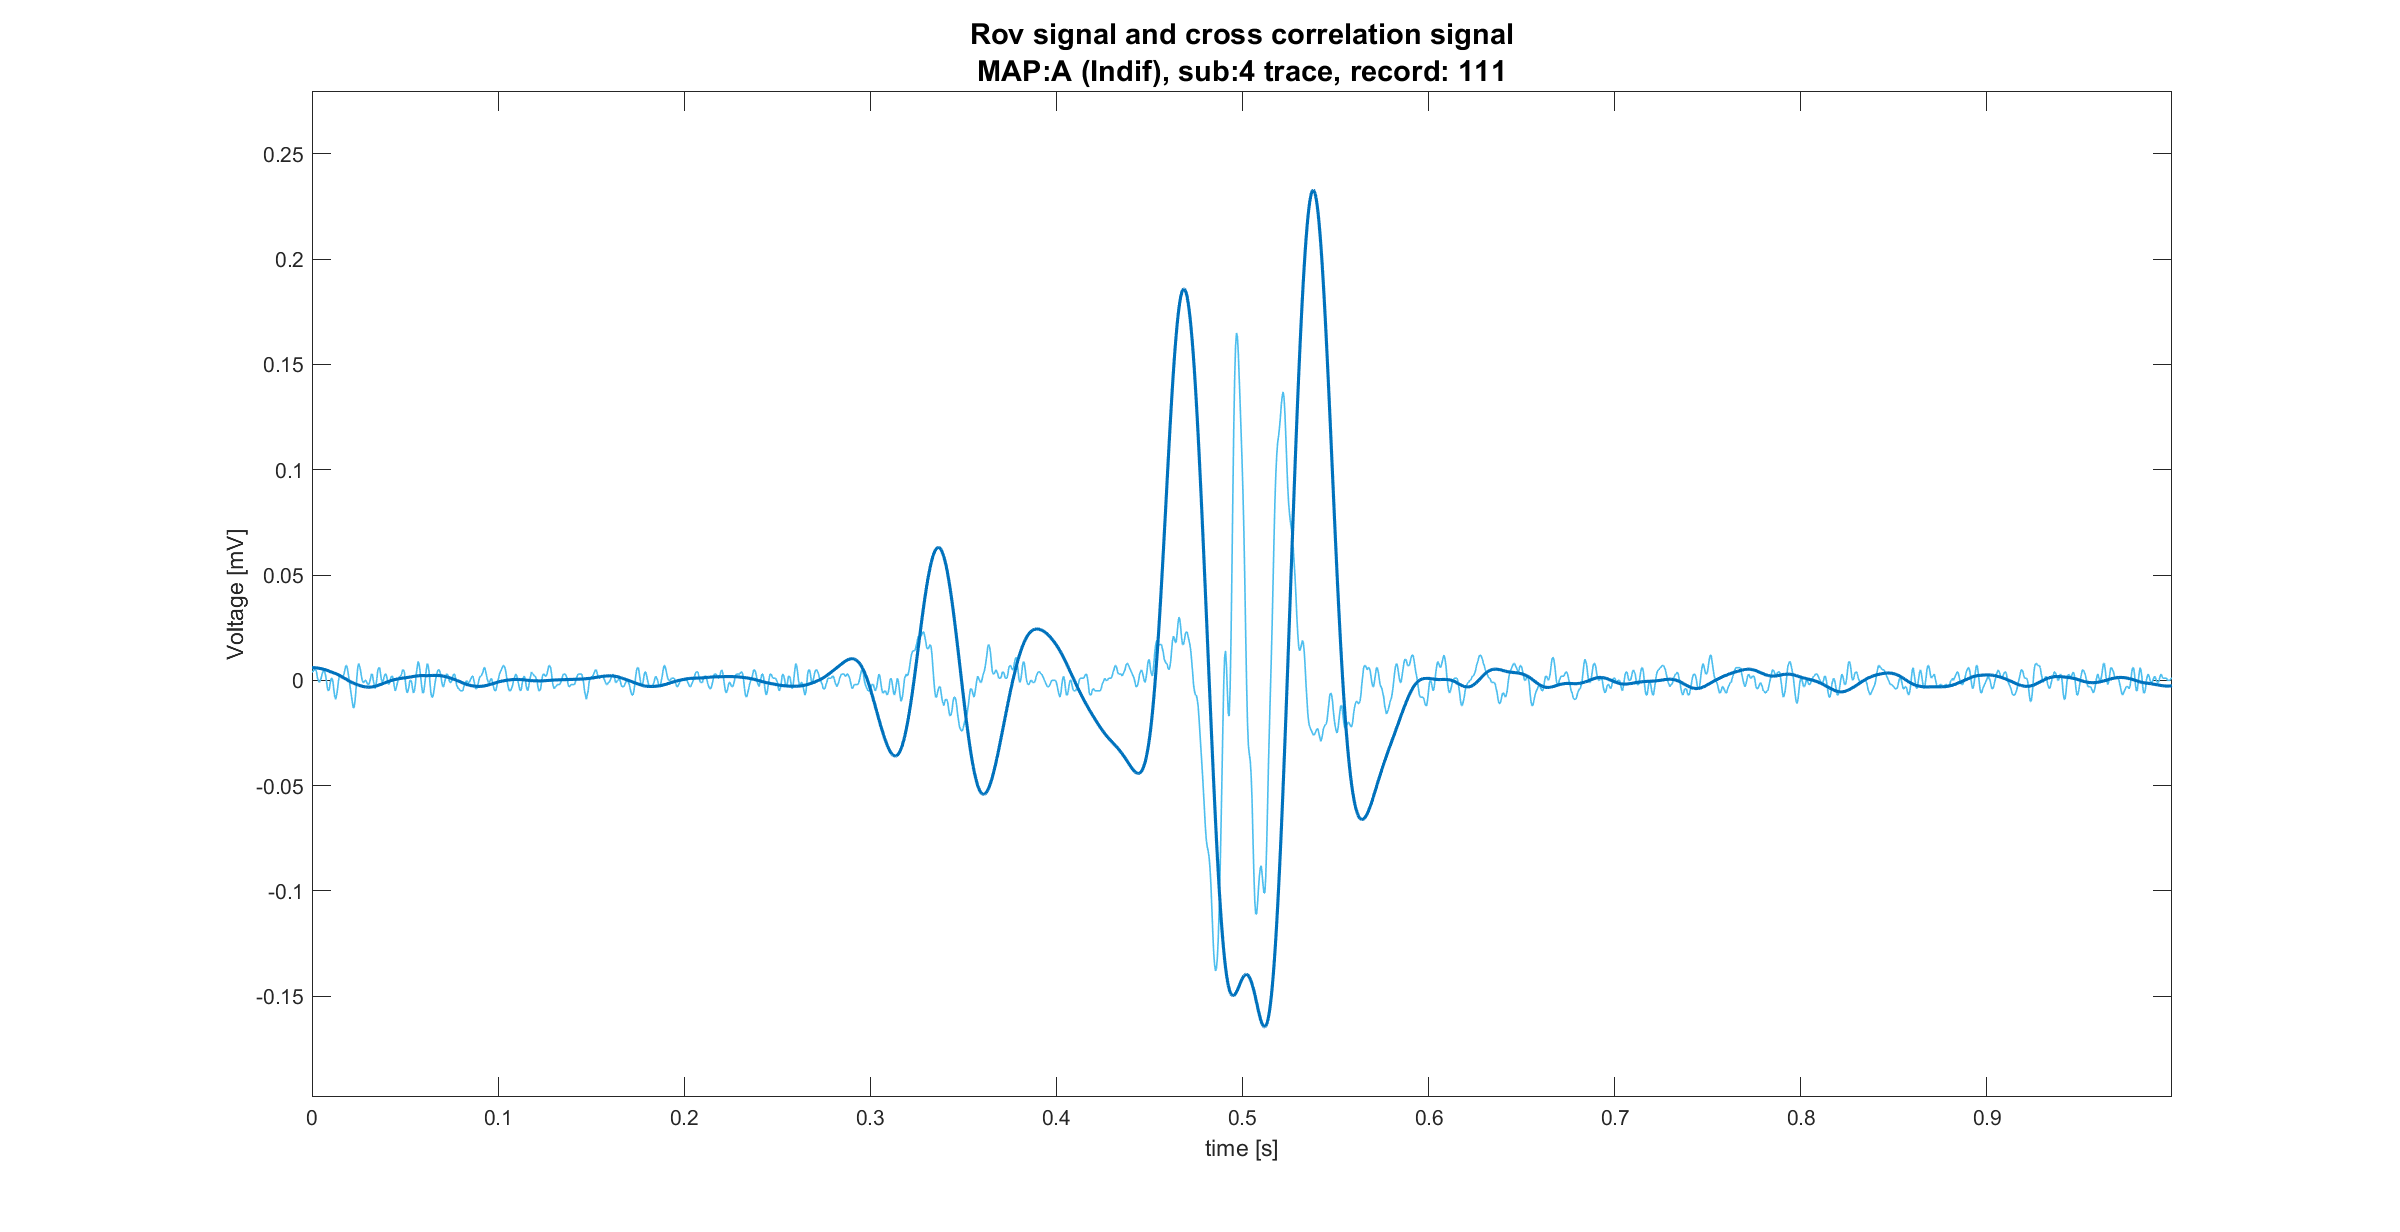 Rov signal and cross correlation signal
MAP:A (Indif), sub:4 trace, record: 111
0.25
0.2
0.15
0.1
0.05
0
-0.05
-0.1
-0.15
Voltage [mV]
0 0.1 0.2 0.3 0.4 0.5 0.6 0.7 0.8 0.9
time [s]